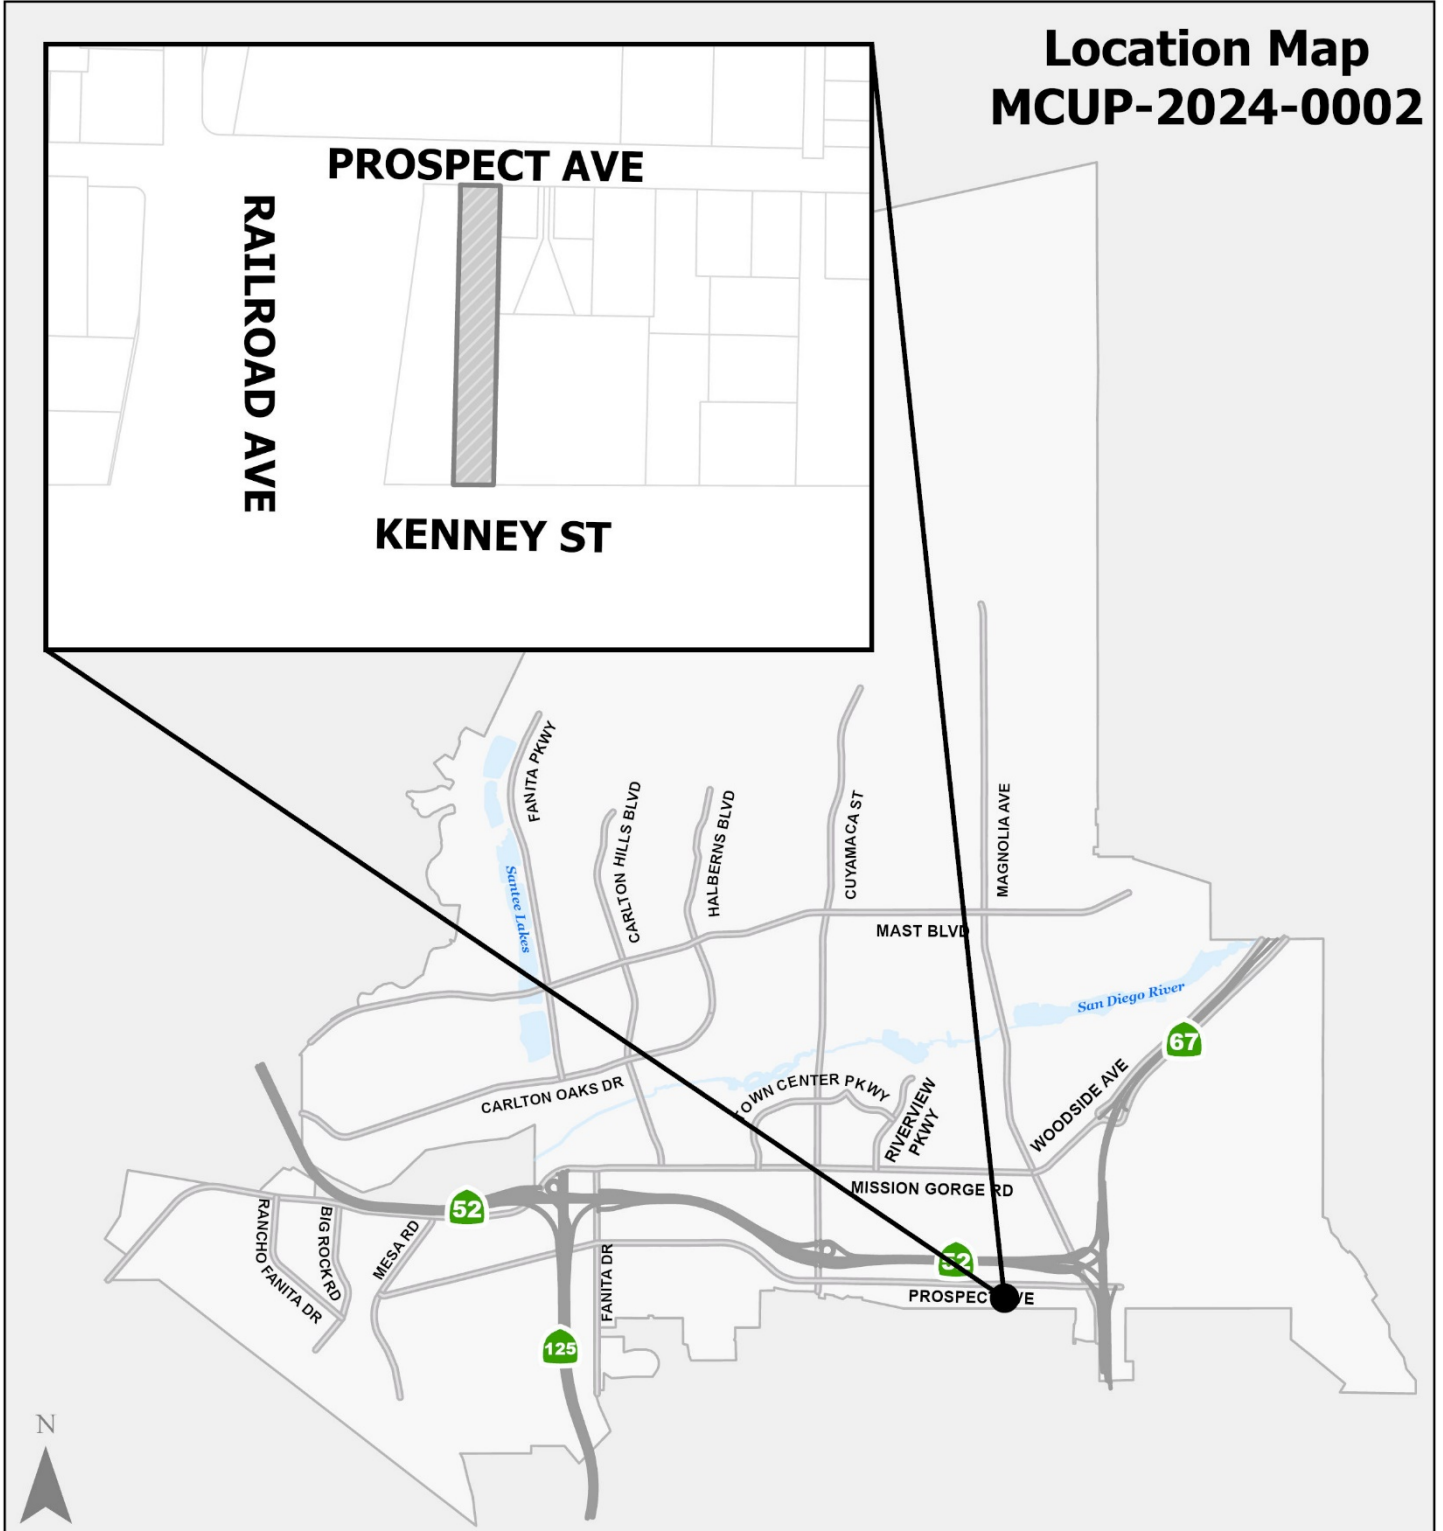 Location Map
MCUP-2024-0002
PROSPECT AVE
RAILROAD AVE
KENNEY ST
FANITA PKWY
CARLTON HILLS BLVD
HALBERNS BLVD
CUYAMACA ST
MAGNOLIA AVE
Santee Lakes
MAST BLVD
San Diego River
67
CARLTON OAKS DR
TOWN CENTER PKWY
RIVERVIEW
PKWY
WOODSIDE AVE
MISSION GORGE RD
52
RANCHO FANITA DR
BIG ROCK RD
MESA RD
FANITA DR
52
PROSPECT AVE
125
N